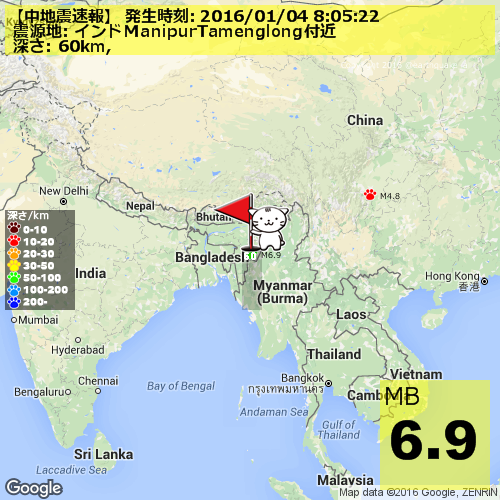 【中地震速報】 発生時刻: 2016/01/04 8:05:22
震源地: インドManipurTamenglong付近
深さ: 60km,
China
M4.8
New Delhi
深さ/km
0-10
10-20
20-30
30-50
50-100
100-200
200-
Bhutan
Bangladesh
M6.9
India
Myanmar
(Burma)
Hong Kong
香港
Laos
Mumbai
Hyderabad
Thailand
Bay of Bengal
Bangkok
กรุงเทพมหานคร
Vietnam
Chennai
Bengaluru
Andaman Sea
Gulf of
Thailand
MB
6.9
Sri Lanka
Laccadive Sea
Malaysia
Google
Map data ©2016 Google, ZENRIN